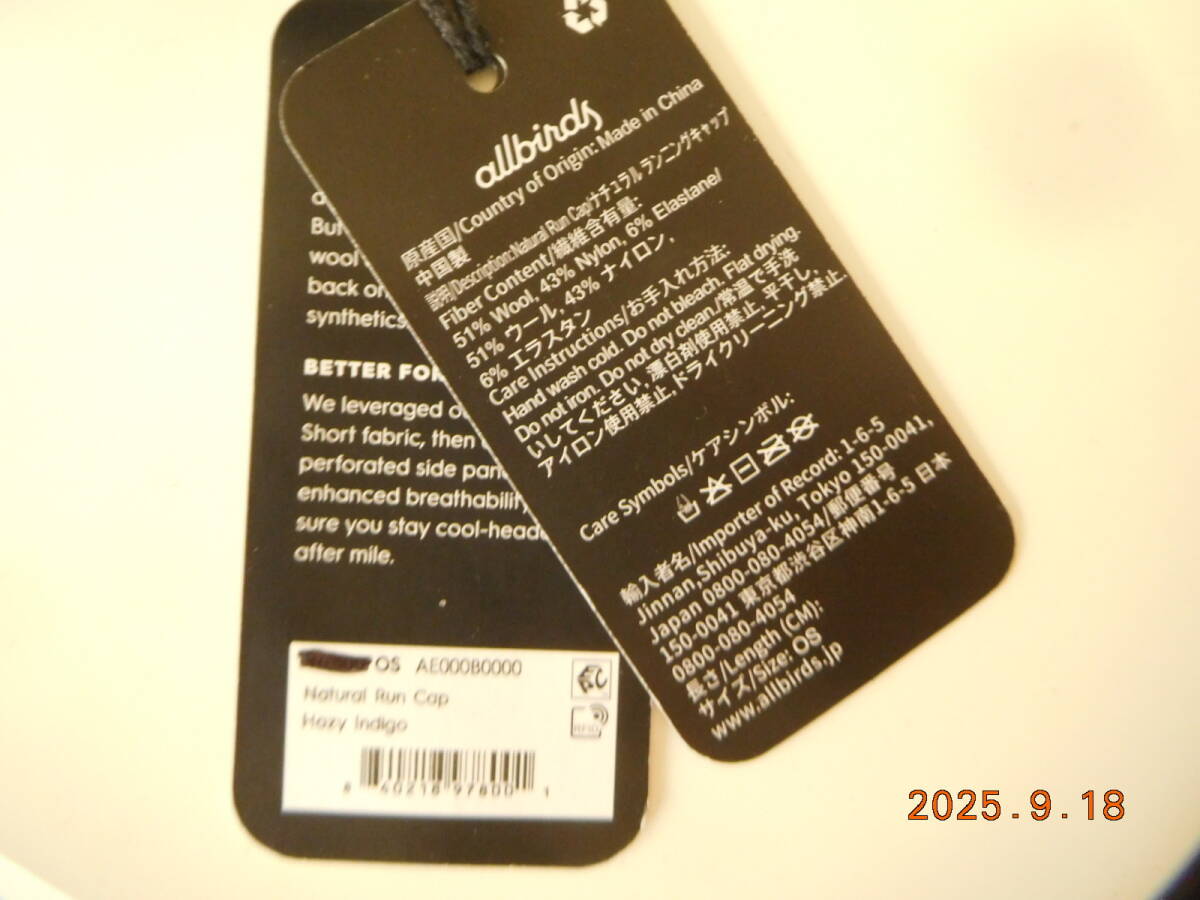 allbirds
原産国/Country of Origin: Made in China
中国製
説明/Description:Natural Run Cap/ナチュラル ランニングキャップ
Fiber Content/繊維含有量:
51% Wool, 43% Nylon, 6% Elastane/
51% ウール, 43% ナイロン,
6% エラスタン
Care Instructions/お手入れ方法:
Hand wash cold. Do not bleach. Flat drying.
Do not iron. Do not dry clean./常温で手洗
いしてください, 漂白剤使用禁止, 平干し,
アイロン使用禁止,ドライクリーニング禁止.
Care Symbols/ケアシンボル:
輸入者名/Importer of Record: 1-6-5
Jinnan,Shibuya-ku, Tokyo 150-0041,
Japan 0800-080-4054/郵便番号
150-0041 東京都渋谷区神南1-6-5 日本
0800-080-4054
長さ/Length (CM):
サイズ/Size: OS
www.allbirds.jp
But
wool
back on
synthetics
BETTER FOR
We leveraged
Short fabric, then
perforated side
enhanced breathability
sure you stay cool-head
after mile.
OS AE000B0000
Natural Run Cap
Hazy Indigo
RFID
8 40218 97800 1
2025.9.18